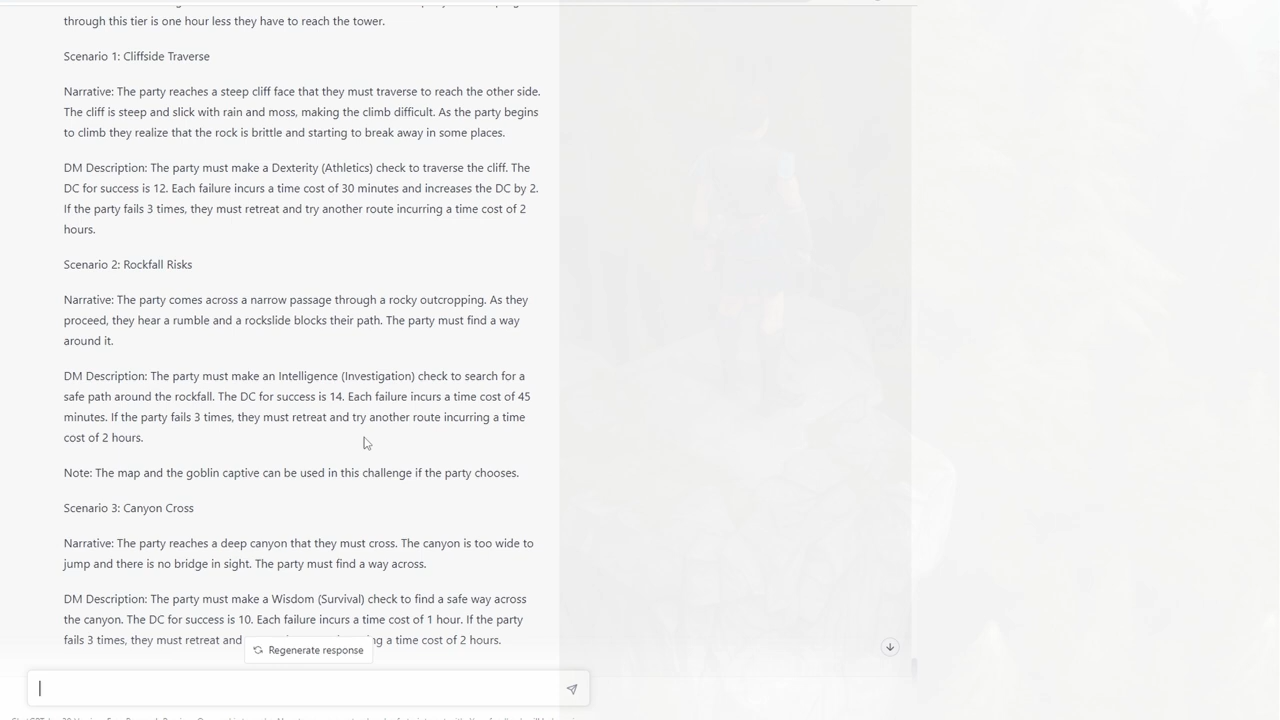 through this tier is one hour less they have to reach the tower.
Scenario 1: Cliffside Traverse
Narrative: The party reaches a steep cliff face that they must traverse to reach the other side.
The cliff is steep and slick with rain and moss, making the climb difficult. As the party begins
to climb they realize that the rock is brittle and starting to break away in some places.
DM Description: The party must make a Dexterity (Athletics) check to traverse the cliff. The
DC for success is 12. Each failure incurs a time cost of 30 minutes and increases the DC by 2.
If the party fails 3 times, they must retreat and try another route incurring a time cost of 2
hours.
Scenario 2: Rockfall Risks
Narrative: The party comes across a narrow passage through a rocky outcropping. As they
proceed, they hear a rumble and a rockslide blocks their path. The party must find a way
around it.
DM Description: The party must make an Intelligence (Investigation) check to search for a
safe path around the rockfall. The DC for success is 14. Each failure incurs a time cost of 45
minutes. If the party fails 3 times, they must retreat and try another route incurring a time
cost of 2 hours.
Note: The map and the goblin captive can be used in this challenge if the party chooses.
Scenario 3: Canyon Cross
Narrative: The party reaches a deep canyon that they must cross. The canyon is too wide to
jump and there is no bridge in sight. The party must find a way across.
DM Description: The party must make a Wisdom (Survival) check to find a safe way across
the canyon. The DC for success is 10. Each failure incurs a time cost of 1 hour. If the party
fails 3 times, they must retreat and a time cost of 2 hours.
Regenerate response